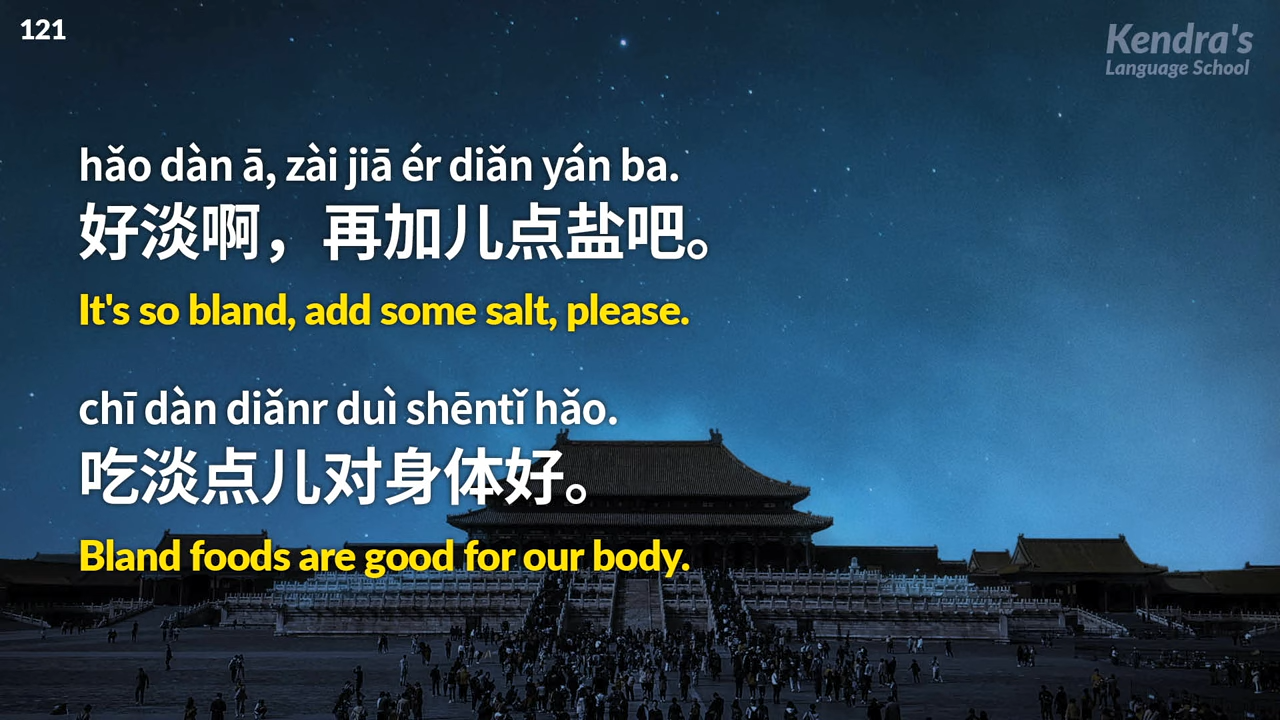 121
Kendra's
Language School
hǎo dàn ā, zài jiā ér diǎn yán ba.
好淡啊，再加儿点盐吧。
It's so bland, add some salt, please.
chī dàn diǎnr duì shēntǐ hǎo.
吃淡点儿对身体好。
Bland foods are good for our body.